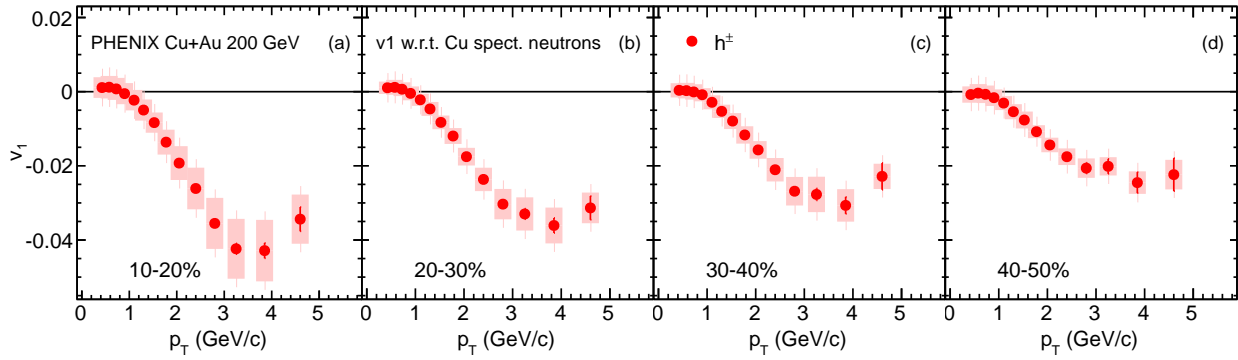 0.02
0
-0.02
-0.04
v1
PHENIX Cu+Au 200 GeV
(a)
10-20%
v1 w.r.t. Cu spect. neutrons
(b)
20-30%
h±
(c)
30-40%
(d)
40-50%
0 1 2 3 4 5
0 1 2 3 4 5
0 1 2 3 4 5
0 1 2 3 4 5
pT (GeV/c)
pT (GeV/c)
pT (GeV/c)
pT (GeV/c)